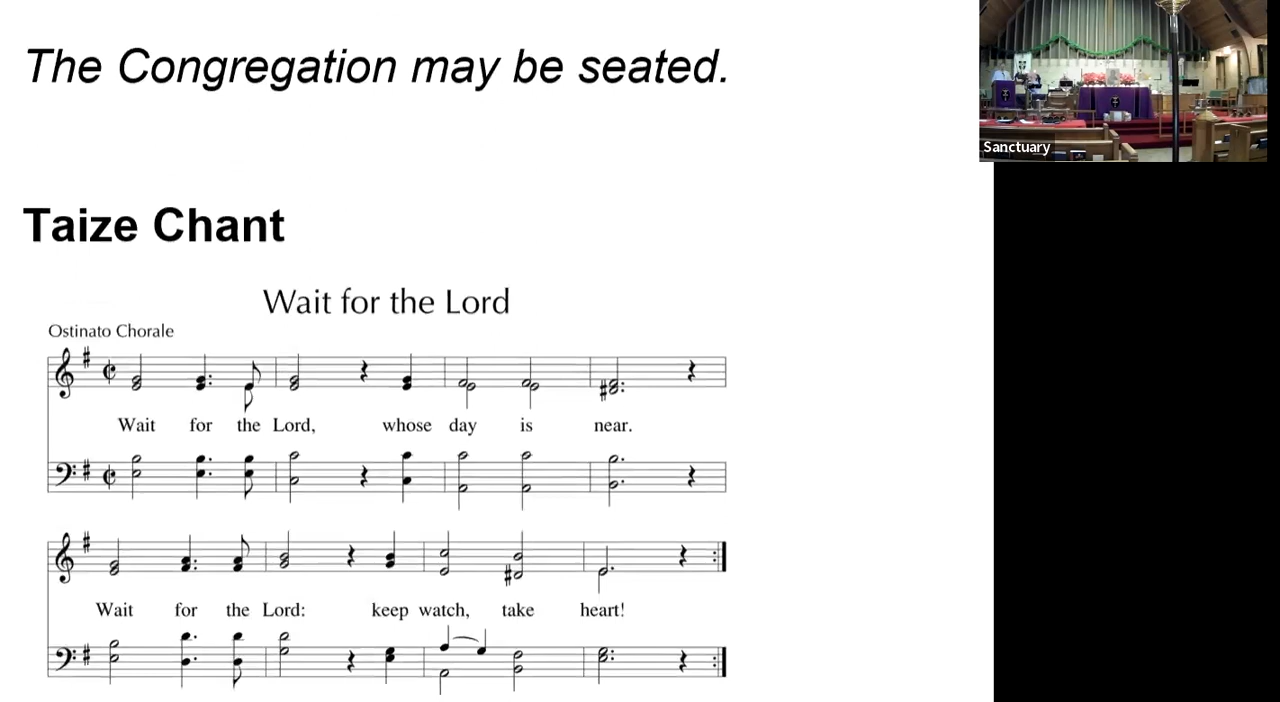 The Congregation may be seated.
Sanctuary
Taize Chant
Wait for the Lord
Ostinato Chorale
Wait for the Lord, whose day is near.
Wait for the Lord: keep watch, take heart!